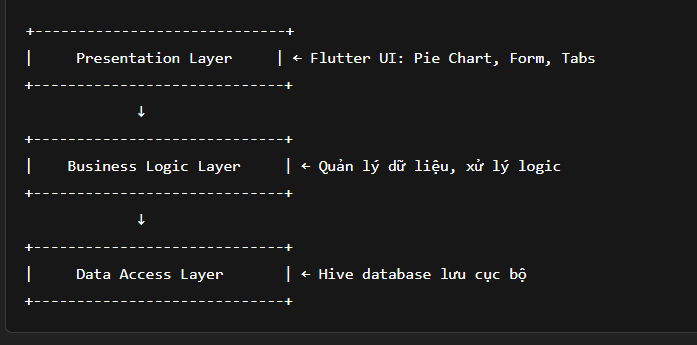 +-----------------------------+
|     Presentation Layer     | ← Flutter UI: Pie Chart, Form, Tabs
+-----------------------------+
             ↓
+-----------------------------+
|    Business Logic Layer     | ← Quản lý dữ liệu, xử lý logic
+-----------------------------+
             ↓
+-----------------------------+
|     Data Access Layer       | ← Hive database lưu cục bộ
+-----------------------------+